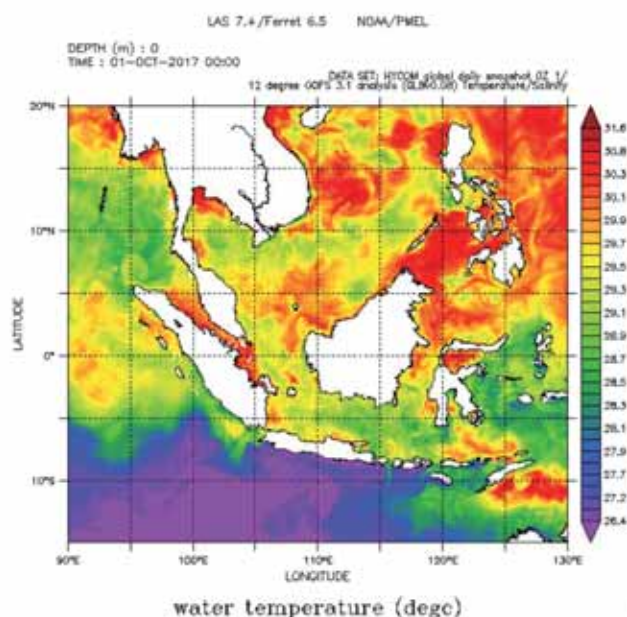 LAS 7.+/Ferret 6.5 NOAA/PMEL
DEPTH (m) : 0
TIME : 01-OCT-2017 00:00
DATA SET: HYCOM global daily snapshot 0Z 1/
12 degree GOFS 3.1 analysis Temperature/Salinity
20°N
10°N
0°
10°S
LATITUDE
90°E
100°E
110°E
120°E
130°E
LONGITUDE
31.6
30.8
30.5
30.3
30.1
29.9
29.7
29.5
29.3
29.1
28.9
28.7
28.5
28.3
28.1
27.9
27.7
27.2
26.4
water temperature (degc)